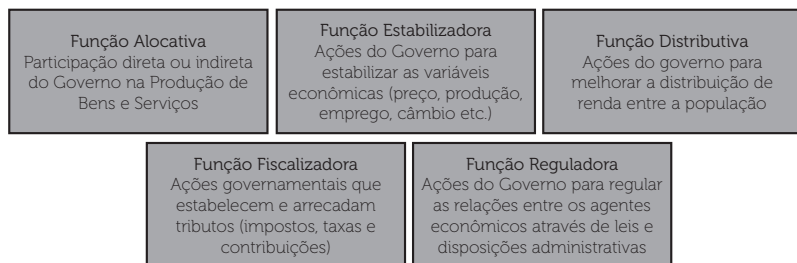 Função Alocativa
Participação direta ou indireta
do Governo na Produção de
Bens e Serviços
Função Estabilizadora
Ações do Governo para
estabilizar as variáveis
econômicas (preço, produção,
emprego, câmbio etc.)
Função Distributiva
Ações do governo para
melhorar a distribuição de
renda entre a população
Função Fiscalizadora
Ações governamentais que
estabelecem e arrecadam
tributos (impostos, taxas e
contribuições)
Função Reguladora
Ações do Governo para regular
as relações entre os agentes
econômicos através de leis e
disposições administrativas